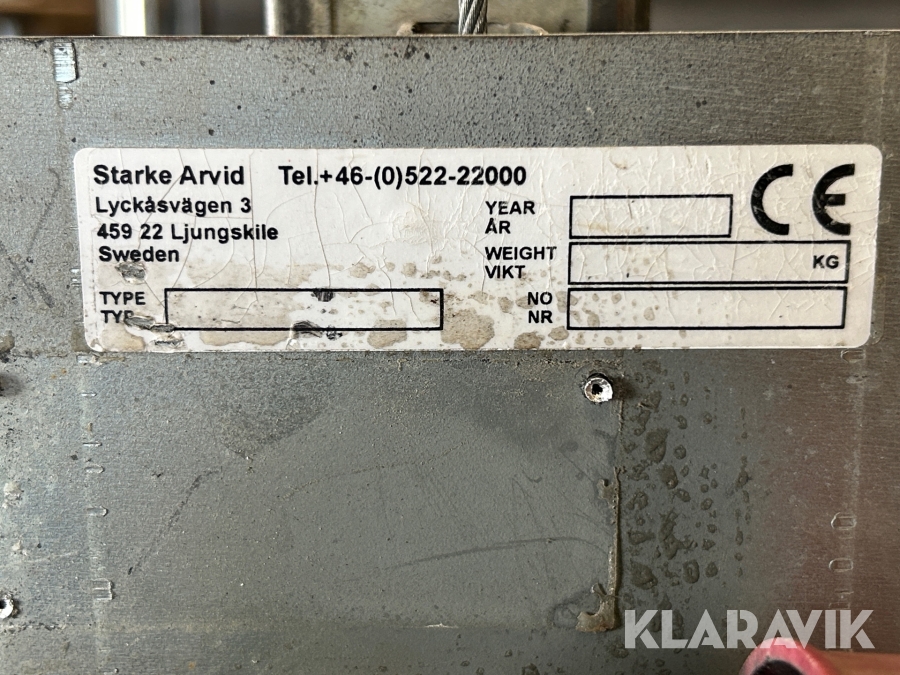 Starke Arvid Tel.+46-(0)522-22000
Lyckåsvägen 3
459 22 Ljungskile
Sweden
YEAR
ÅR
CE
WEIGHT
VIKT
KG
TYPE
TYP
NO
NR
KLARAVIK